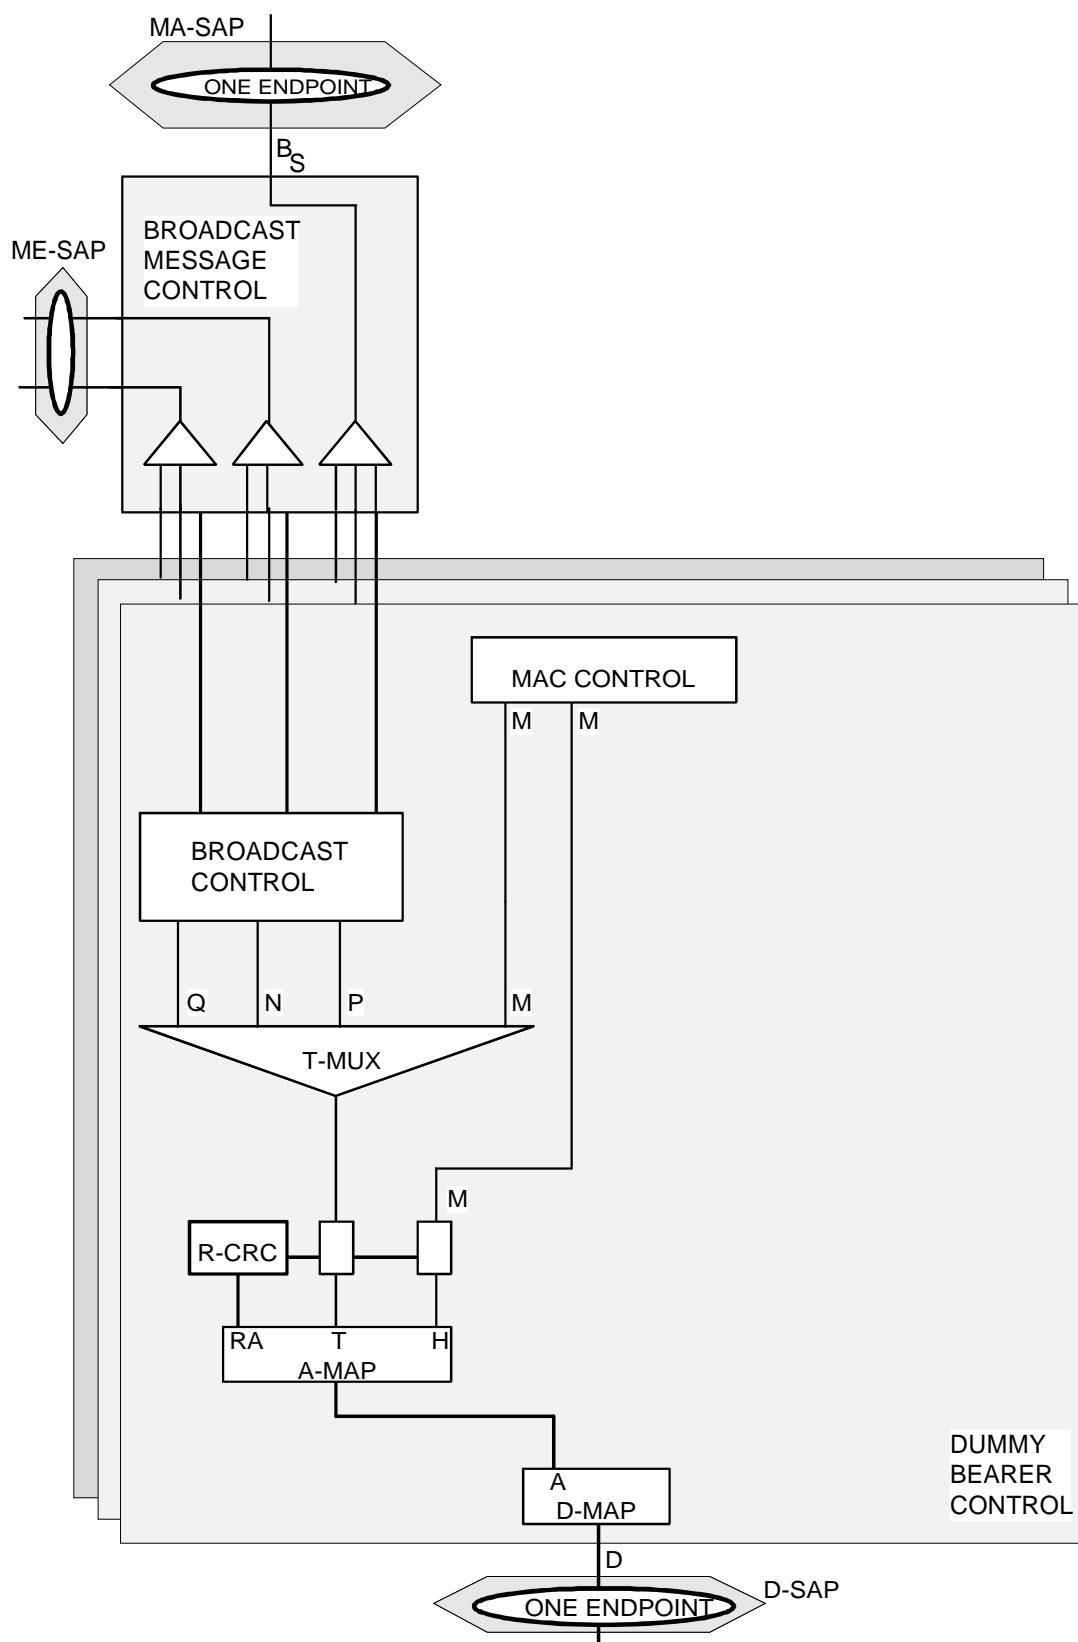 MA-SAP
ONE ENDPOINT
BS
BROADCAST
MESSAGE
CONTROL
ME-SAP
MAC CONTROL
M M
BROADCAST
CONTROL
Q N P M
T-MUX
M
R-CRC
RA T H
A-MAP
DUMMY
BEARER
CONTROL
A
D-MAP
D
D-SAP
ONE ENDPOINT